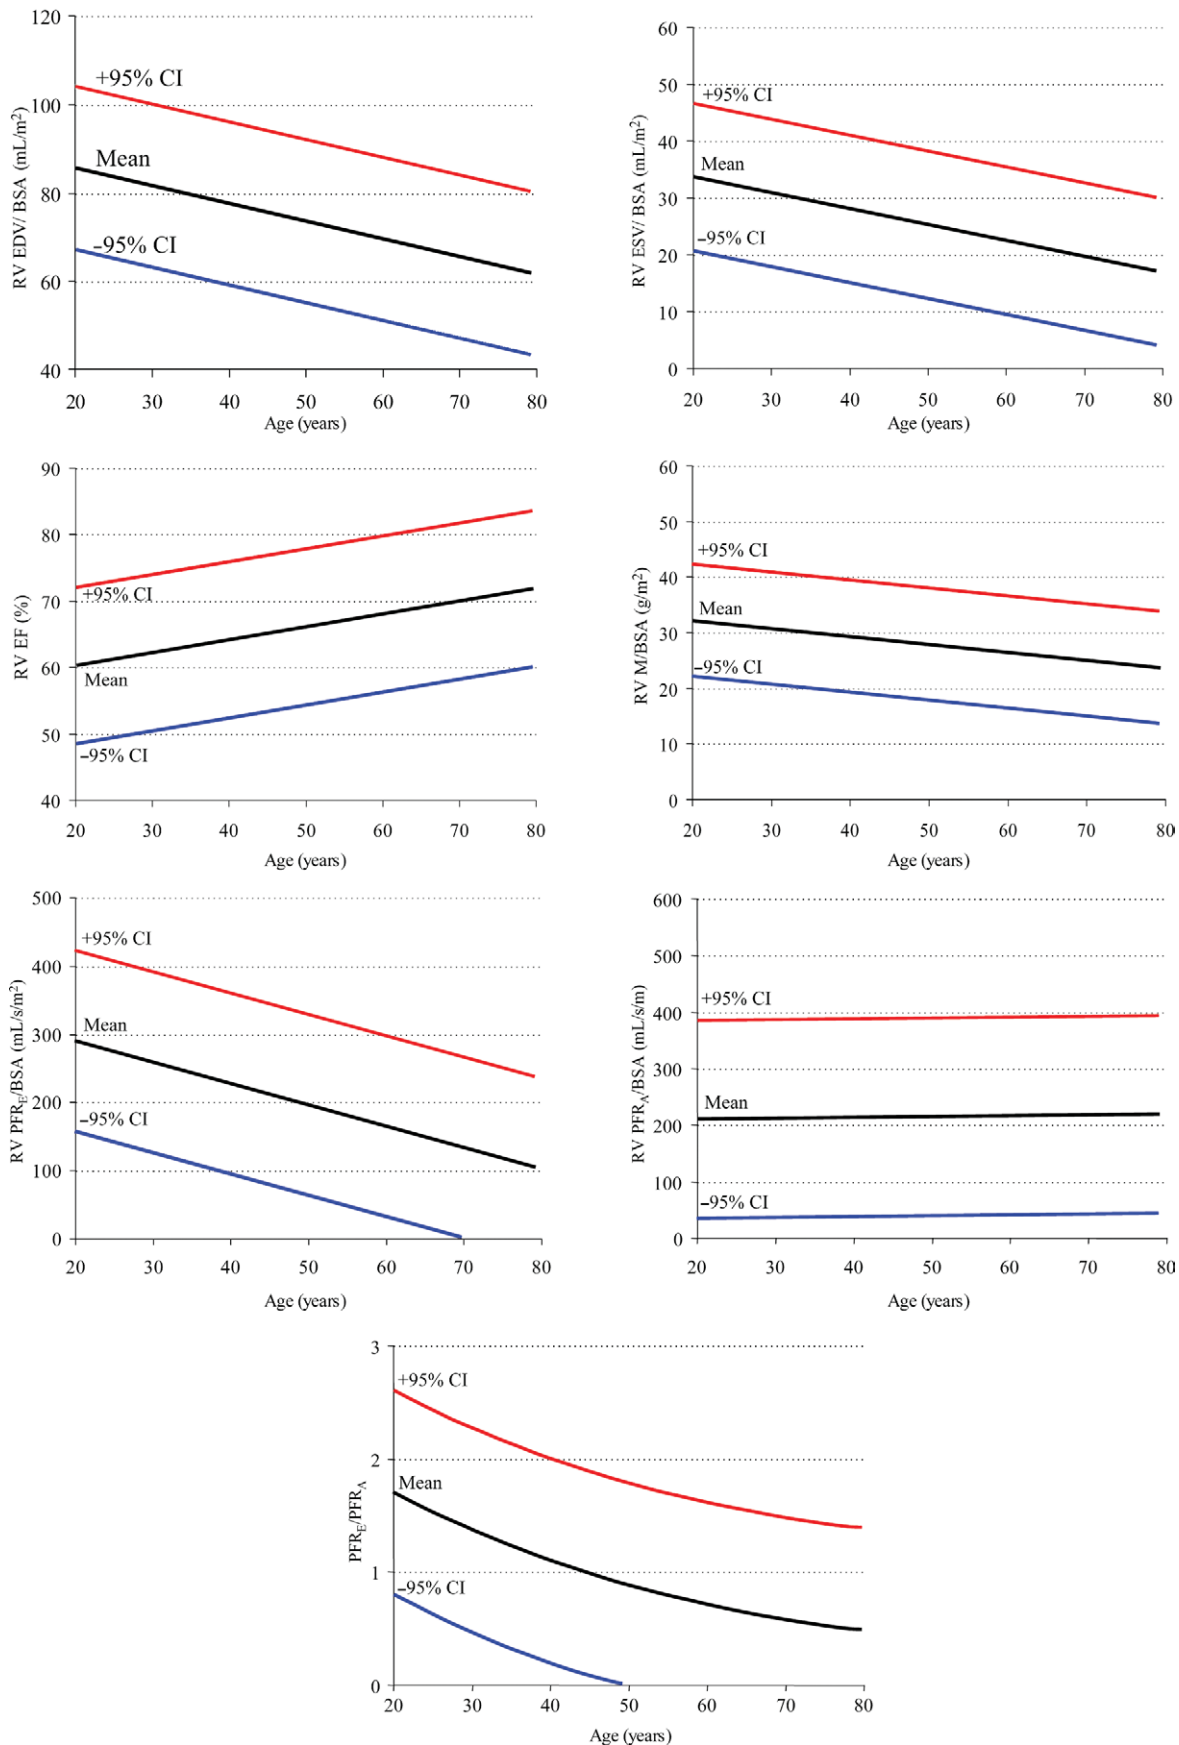 120
100
80
60
40
RV EDV/ BSA (mL/m²)
+95% CI
Mean
–95% CI
20 30 40 50 60 70 80
Age (years)
60
50
40
30
20
10
0
RV ESV/ BSA (mL/m²)
+95% CI
Mean
–95% CI
20 30 40 50 60 70 80
Age (years)
90
80
70
60
50
40
RV EF (%)
+95% CI
Mean
–95% CI
20 30 40 50 60 70 80
Age (years)
60
50
40
30
20
10
0
RV M/BSA (g/m²)
+95% CI
Mean
–95% CI
20 30 40 50 60 70 80
Age (years)
500
400
300
200
100
0
RV PFR_E/BSA (mL/s/m²)
+95% CI
Mean
–95% CI
20 30 40 50 60 70 80
Age (years)
600
500
400
300
200
100
0
RV PFR_A/BSA (mL/s/m)
+95% CI
Mean
–95% CI
20 30 40 50 60 70 80
Age (years)
3
2
1
0
PFR_E/PFR_A
+95% CI
Mean
–95% CI
20 30 40 50 60 70 80
Age (years)